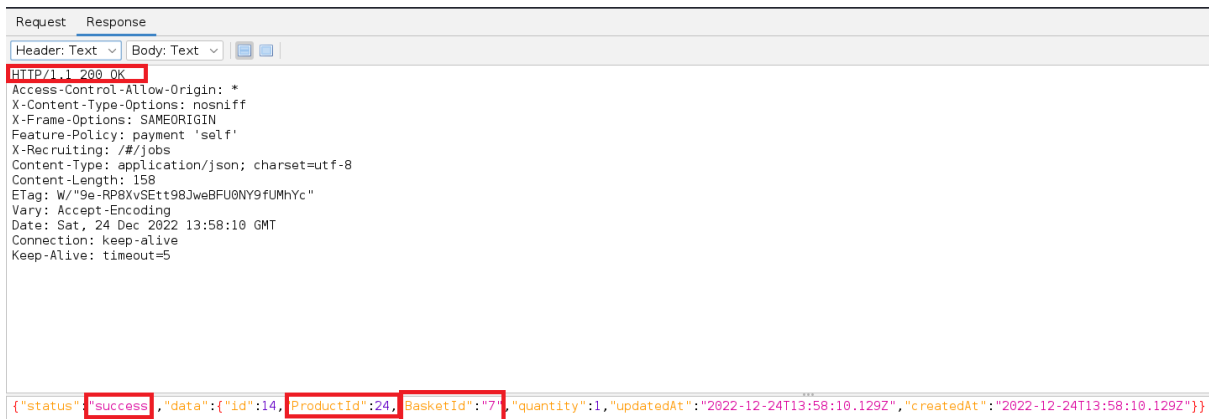 Request Response
Header: Text Body: Text
HTTP/1.1 200 OK
Access-Control-Allow-Origin: *
X-Content-Type-Options: nosniff
X-Frame-Options: SAMEORIGIN
Feature-Policy: payment 'self'
X-Recruiting: /#/jobs
Content-Type: application/json; charset=utf-8
Content-Length: 158
ETag: W/"9e-RP8XvSEtt98JweBFU0NY9fUMhYc"
Vary: Accept-Encoding
Date: Sat, 24 Dec 2022 13:58:10 GMT
Connection: keep-alive
Keep-Alive: timeout=5
{"status":"success","data":{"id":14,"ProductId":24,"BasketId":"7","quantity":1,"updatedAt":"2022-12-24T13:58:10.129Z","createdAt":"2022-12-24T13:58:10.129Z"}}